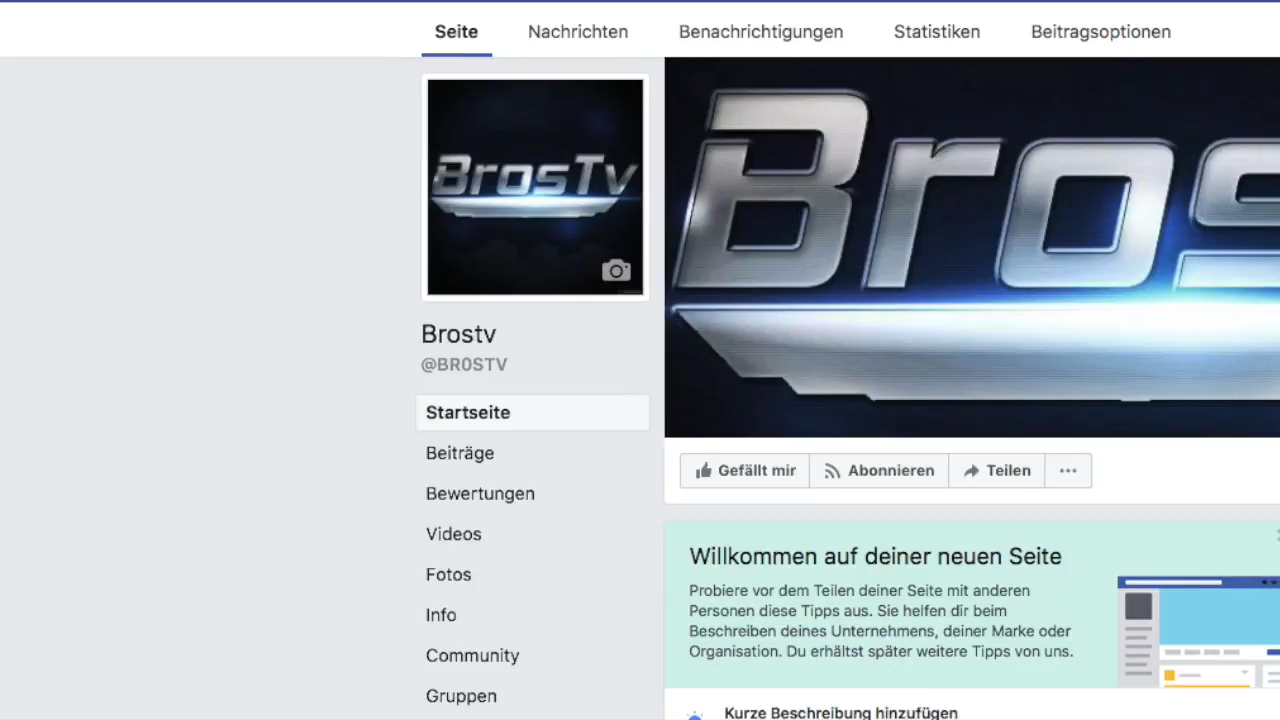 Seite Nachrichten Benachrichtigungen Statistiken Beitragsoptionen
BrosTv
Bros
Brostv
@BR0STV
Startseite
Beiträge
Bewertungen
Videos
Fotos
Info
Community
Gruppen
Gefällt mir Abonnieren Teilen ...
Willkommen auf deiner neuen Seite
Probiere vor dem Teilen deiner Seite mit anderen
Personen diese Tipps aus. Sie helfen dir beim
Beschreiben deines Unternehmens, deiner Marke oder
Organisation. Du erhältst später weitere Tipps von uns.
Kurze Beschreibung hinzufügen